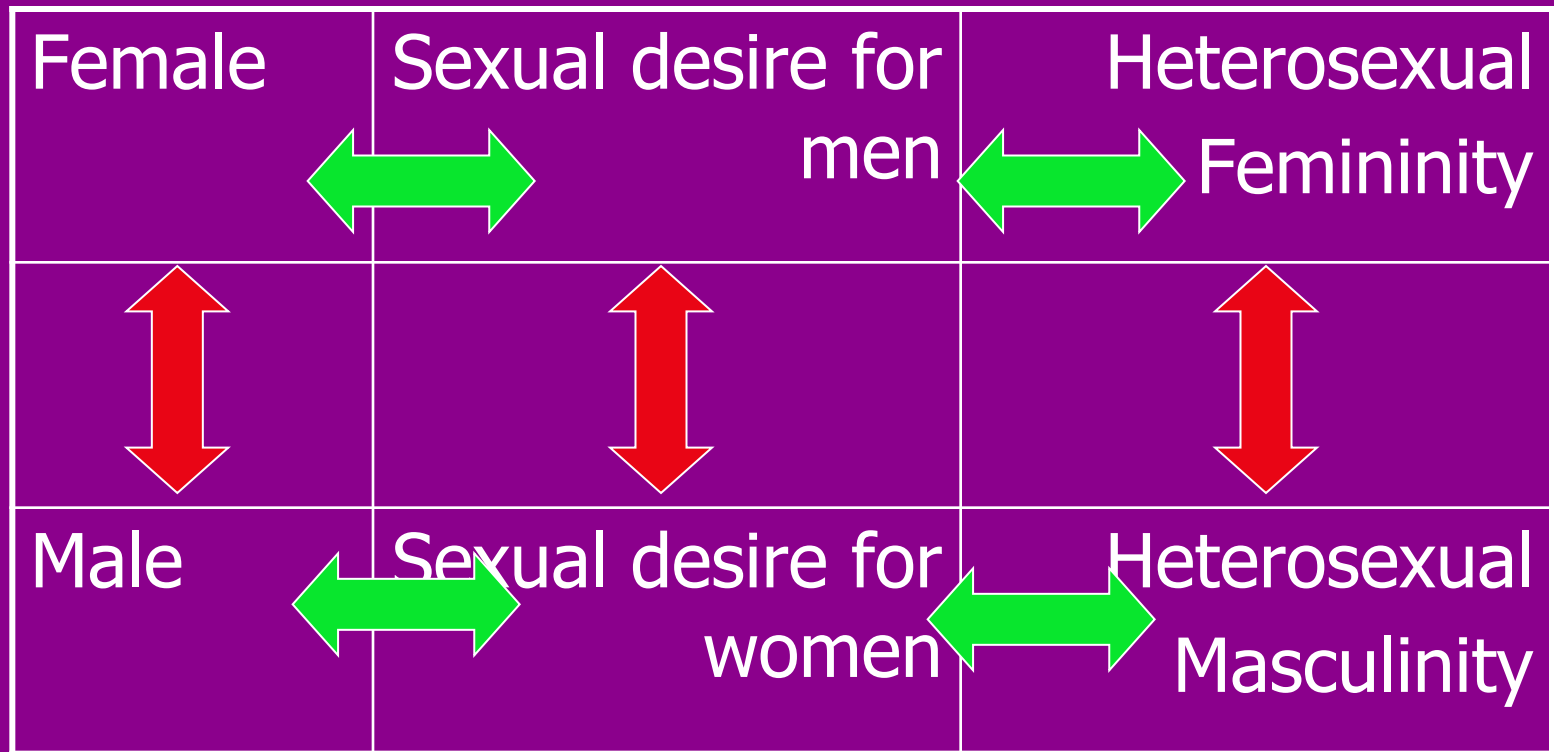 Female
Sexual desire for
men
Heterosexual
Femininity
Male
Sexual desire for
women
Heterosexual
Masculinity